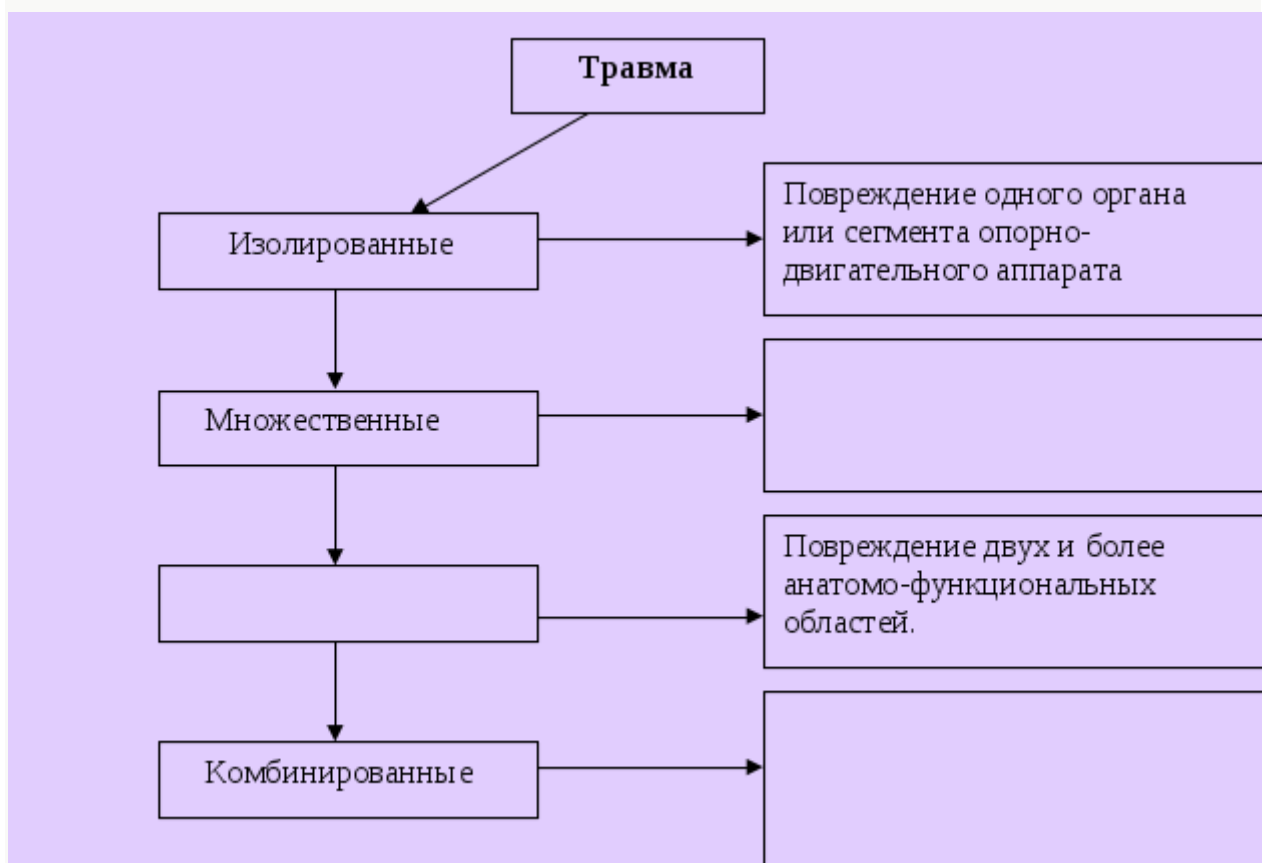 Травма
Изолированные
Повреждение одного органа
или сегмента опорно-
двигательного аппарата
Множественные
Повреждение двух и более
анатомо-функциональных
областей.
Комбинированные